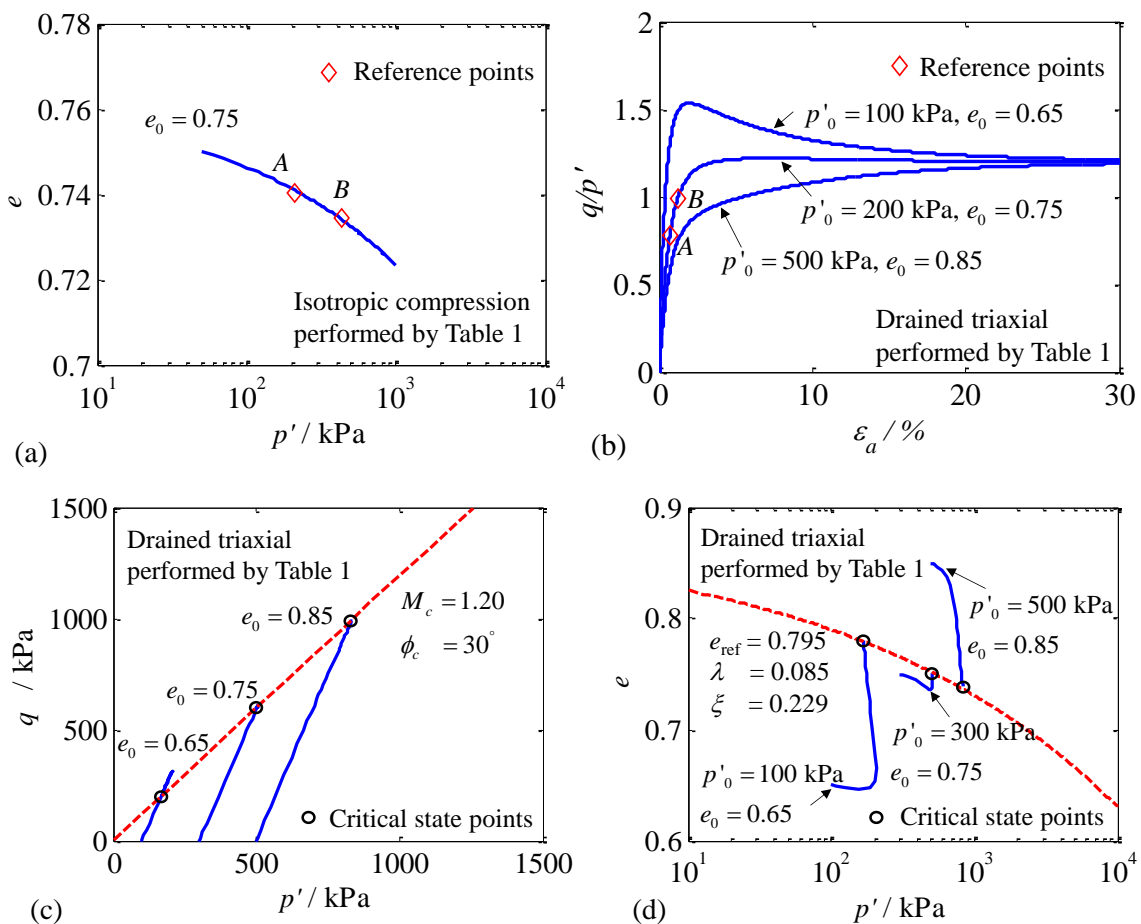 0.78
0.76
0.74
0.72
0.7
e
e0 = 0.75
Reference points
A
B
Isotropic compression
performed by Table 1
10^1
10^2
10^3
10^4
p' / kPa
(a)
2
1.5
1
0.5
0
q/p'
Reference points
p'0 = 100 kPa, e0 = 0.65
B
p'0 = 200 kPa, e0 = 0.75
A
p'0 = 500 kPa, e0 = 0.85
Drained triaxial
performed by Table 1
0
10
20
30
εa / %
(b)
1500
1000
500
0
q / kPa
Drained triaxial
performed by Table 1
Mc = 1.20
e0 = 0.85
ϕc = 30°
e0 = 0.75
e0 = 0.65
Critical state points
0
500
1000
1500
p' / kPa
(c)
0.9
0.8
0.7
0.6
e
Drained triaxial
performed by Table 1
p'0 = 500 kPa
eref = 0.795
e0 = 0.85
λ = 0.085
ξ = 0.229
p'0 = 300 kPa
p'0 = 100 kPa
e0 = 0.75
e0 = 0.65
Critical state points
10^1
10^2
10^3
10^4
p' / kPa
(d)